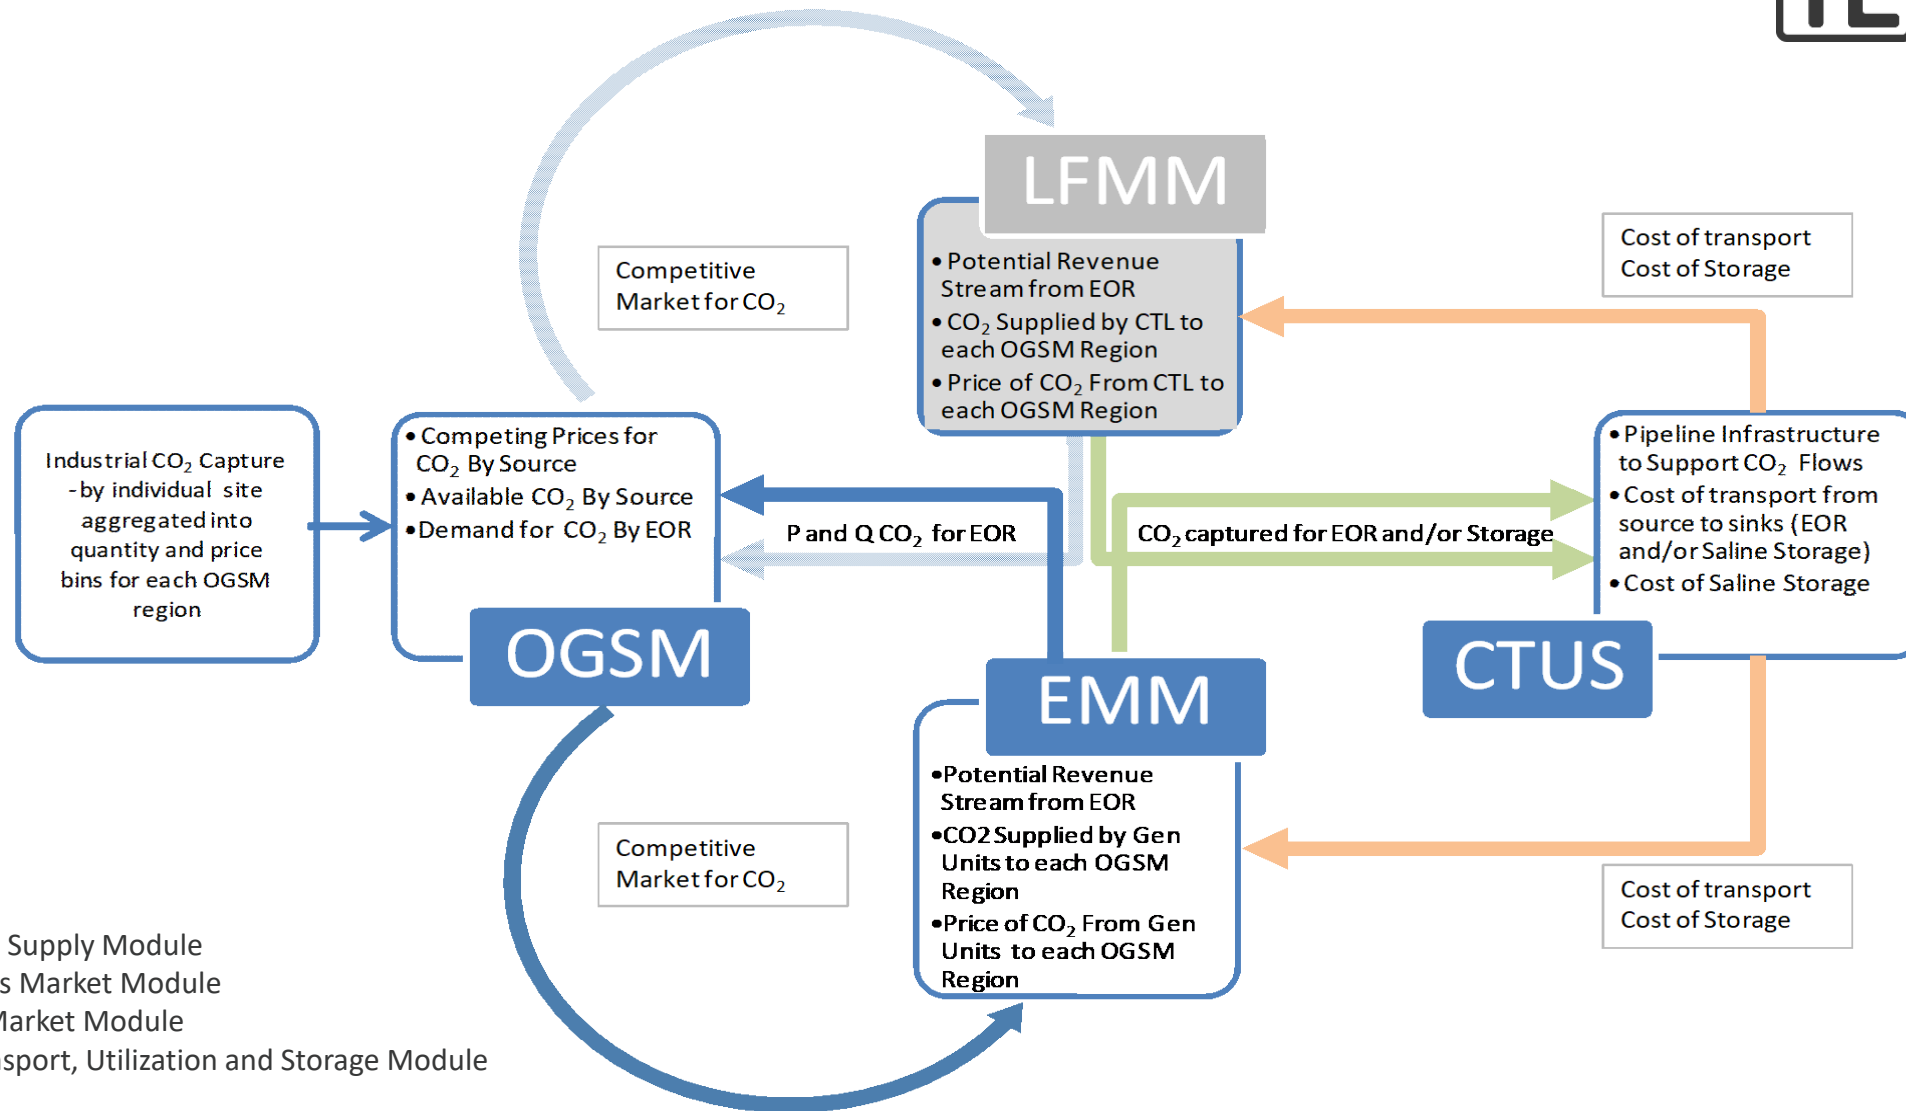 LFMM
• Potential Revenue
Stream from EOR
• CO₂ Supplied by CTL to
each OGSM Region
• Price of CO₂ From CTL to
each OGSM Region
Competitive
Market for CO₂
Cost of transport
Cost of Storage
Industrial CO₂ Capture
-by individual site
aggregated into
quantity and price
bins for each OGSM
region
• Competing Prices for
CO₂ By Source
• Available CO₂ By Source
• Demand for CO₂ By EOR
OGSM
P and Q CO₂ for EOR
CO₂ captured for EOR and/or Storage
• Pipeline Infrastructure
to Support CO₂ Flows
• Cost of transport from
source to sinks (EOR
and/or Saline Storage)
• Cost of Saline Storage
CTUS
EMM
• Potential Revenue
Stream from EOR
• CO2 Supplied by Gen
Units to each OGSM
Region
• Price of CO₂ From Gen
Units to each OGSM
Region
Competitive
Market for CO₂
Cost of transport
Cost of Storage
Supply Module
s Market Module
Market Module
nsport, Utilization and Storage Module